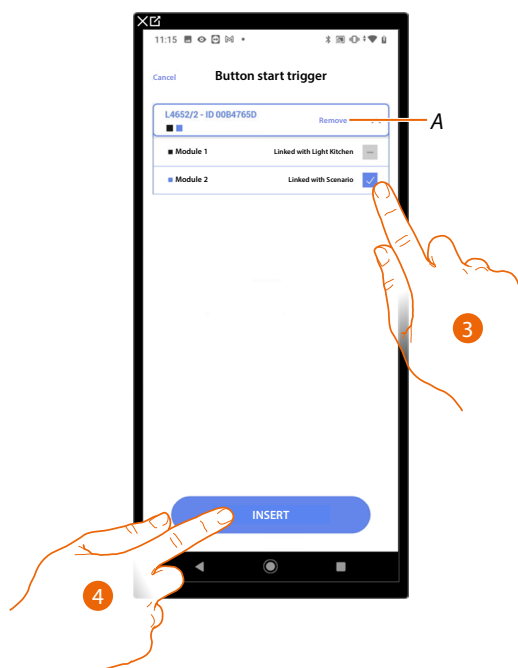 11:15
Cancel Button start trigger
L4652/2 - ID 00B4765D Remove
A
Module 1 Linked with Light Kitchen
Module 2 Linked with Scenario
3
INSERT
4